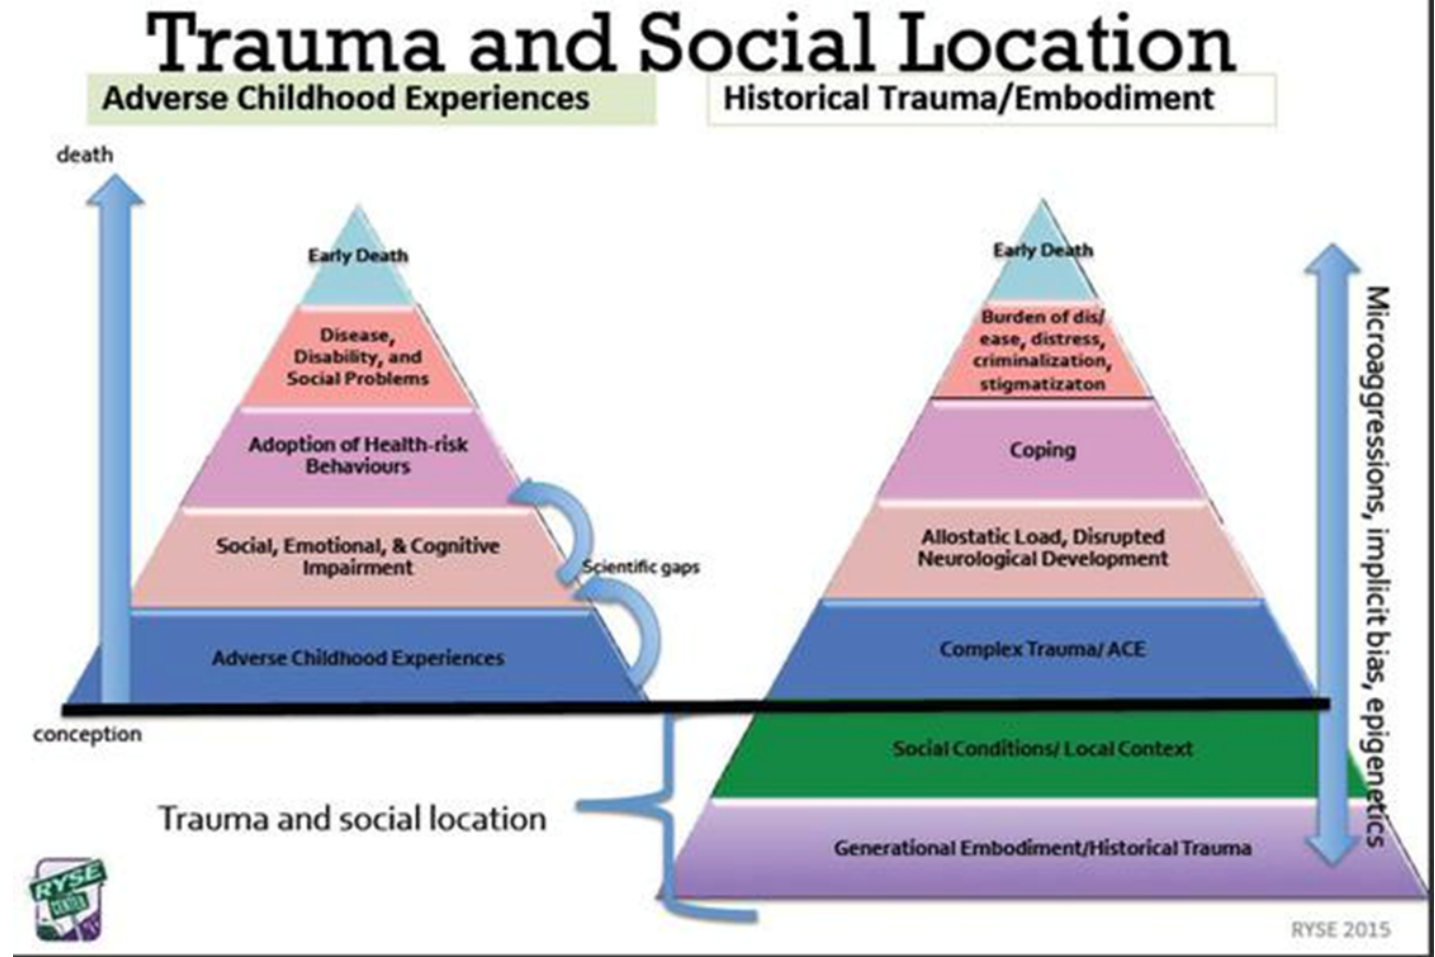 Trauma and Social Location
Adverse Childhood Experiences
Historical Trauma/Embodiment
death
Early Death
Disease,
Disability, and
Social Problems
Adoption of Health-risk
Behaviours
Social, Emotional, & Cognitive
Impairment
Scientific gaps
Adverse Childhood Experiences
conception
Early Death
Burden of dis/
ease, distress,
criminalization,
stigmatizaton
Coping
Allostatic Load, Disrupted
Neurological Development
Complex Trauma/ ACE
Social Conditions/ Local Context
Generational Embodiment/Historical Trauma
Microaggressions, implicit bias, epigenetics
Trauma and social location
RYSE
CENTER
RYSE 2015